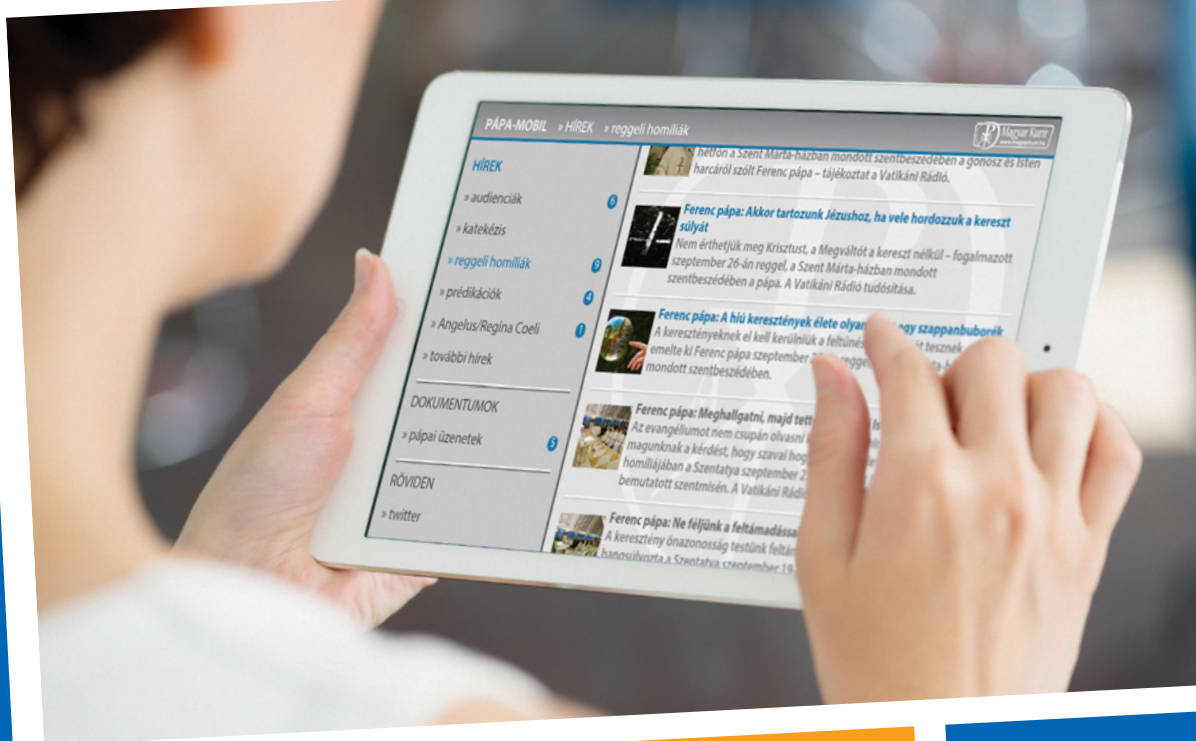 PÁPA-MOBIL » HÍREK » reggeli homíliák
Magyar Kurír
www.magyarkurir.hu
HÍREK
» audienciák 6
» katekézis
» reggeli homíliák 9
» prédikációk 4
» Angelus/Regina Coeli 1
» további hírek
DOKUMENTUMOK
» pápai üzenetek 5
RÖVIDEN
» twitter
hétfőn a Szent Márta-házban mondott szentbeszédében a gonosz és Isten
harcáról szólt Ferenc pápa – tájékoztat a Vatikáni Rádió.
Ferenc pápa: Akkor tartozunk Jézushoz, ha vele hordozzuk a kereszt
súlyát
Nem érthetjük meg Krisztust, a Megváltót a kereszt nélkül – fogalmazott
szeptember 26-án reggel, a Szent Márta-házban mondott
szentbeszédében a pápa. A Vatikáni Rádió tudósítása.
Ferenc pápa: A hiú keresztények élete olyan egy szappanbuborék
A keresztényeknek el kell kerülniük a feltűnés tesznek
emelte ki Ferenc pápa szeptember
mondott szentbeszédében.
Ferenc pápa: Meghallgatni, majd tett
Az evangéliumot nem csupán olvasni
magunknak a kérdést, hogy szavai
homíliájában a Szentatya szeptember
bemutatott szentmisén. A Vatikáni
Ferenc pápa: Ne féljünk a
A keresztény önazonosság testünk
hangsúlyozta a Szentatya szeptember 19